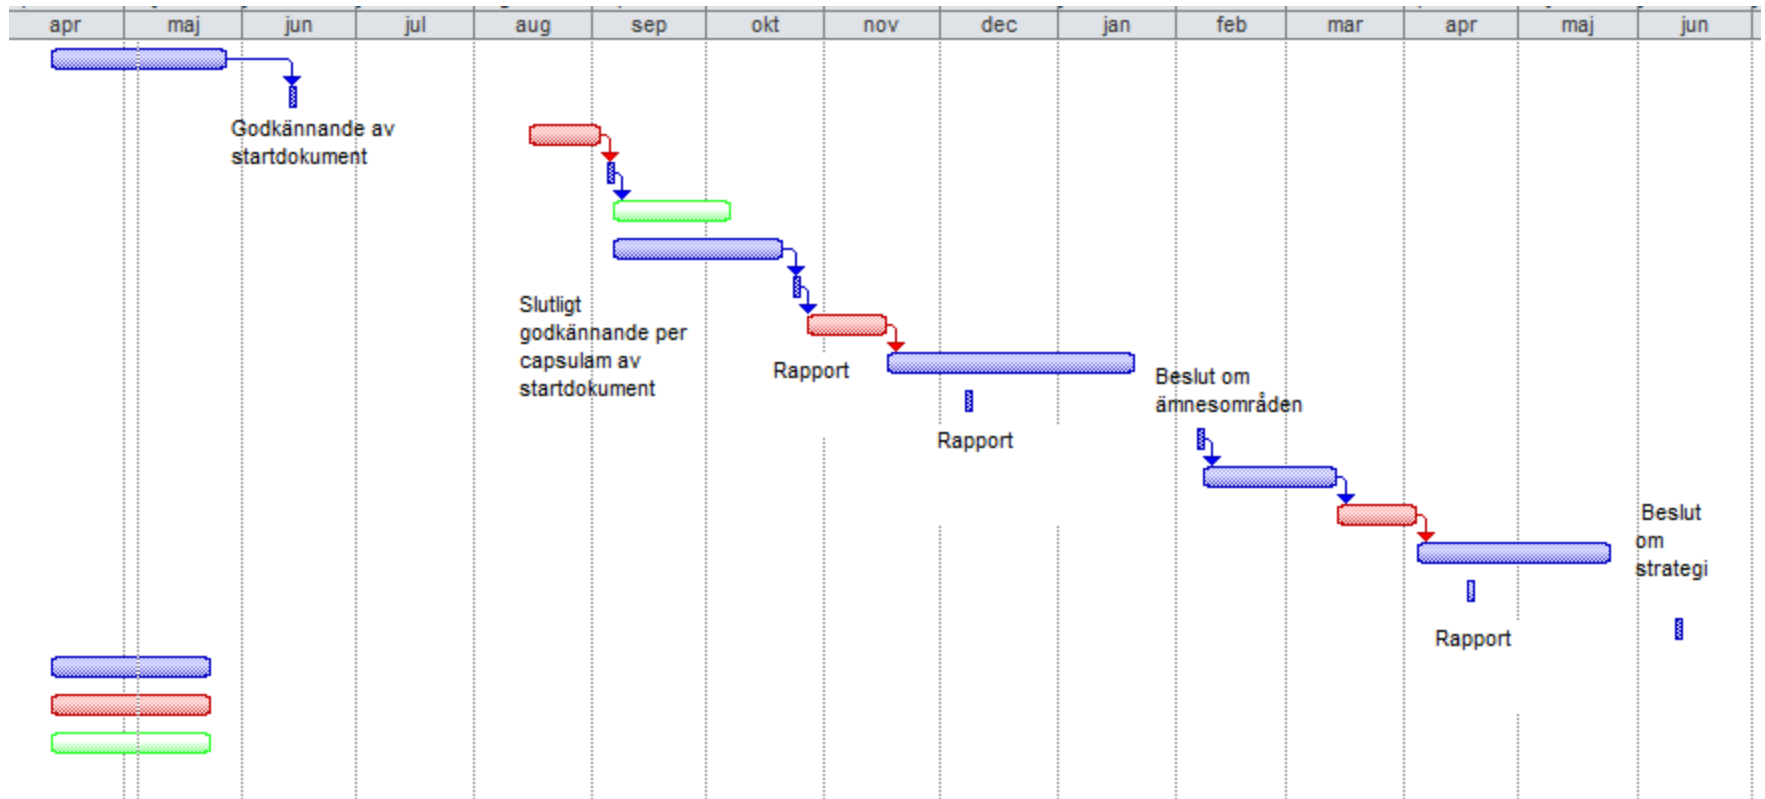 apr maj jun jul aug sep okt nov dec jan feb mar apr maj jun
Godkännande av
startdokument
Slutligt
godkännande per
capsulam av
startdokument
Rapport
Rapport
Beslut om
ämnesområden
Beslut
om
strategi
Rapport